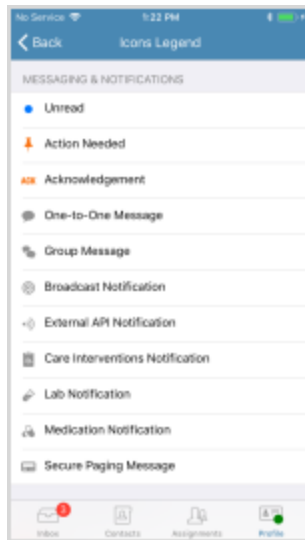 No Service 1:22 PM
Back Icons Legend
MESSAGING & NOTIFICATIONS
Unread
Action Needed
ACK Acknowledgement
One-to-One Message
Group Message
Broadcast Notification
External API Notification
Care Interventions Notification
Lab Notification
Medication Notification
Secure Paging Message
3
Inbox Contacts Assignments Profile